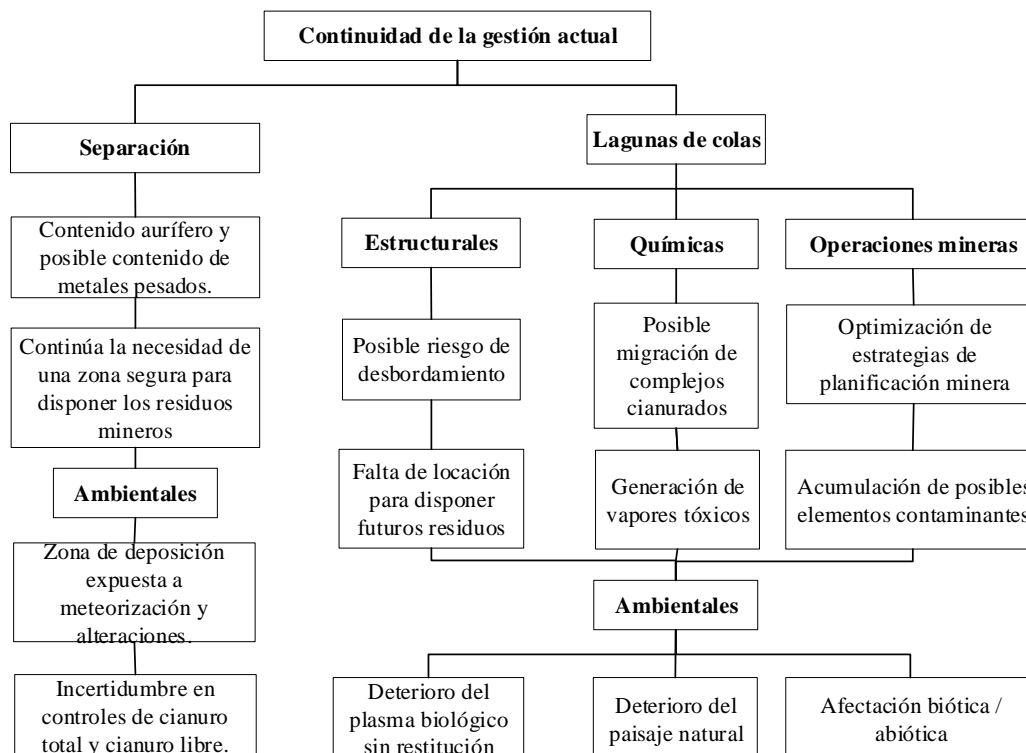 Continuidad de la gestión actual
Separación
Contenido aurífero y
posible contenido de
metales pesados.
Continúa la necesidad de
una zona segura para
disponer los residuos
mineros
Ambientales
Zona de deposición
expuesta a
meteorización y
alteraciones.
Incertidumbre en
controles de cianuro
total y cianuro libre.
Lagunas de colas
Estructurales
Posible riesgo de
desbordamiento
Falta de locación
para disponer
futuros residuos
Químicas
Posible
migración de
complejos
cianurados
Generación de
vapores tóxicos
Operaciones mineras
Optimización de
estrategias de
planificación minera
Acumulación de posibles
elementos contaminantes
Ambientales
Deterioro del
plasma biológico
sin restitución
Deterioro del
paisaje natural
Afectación biótica /
abiótica